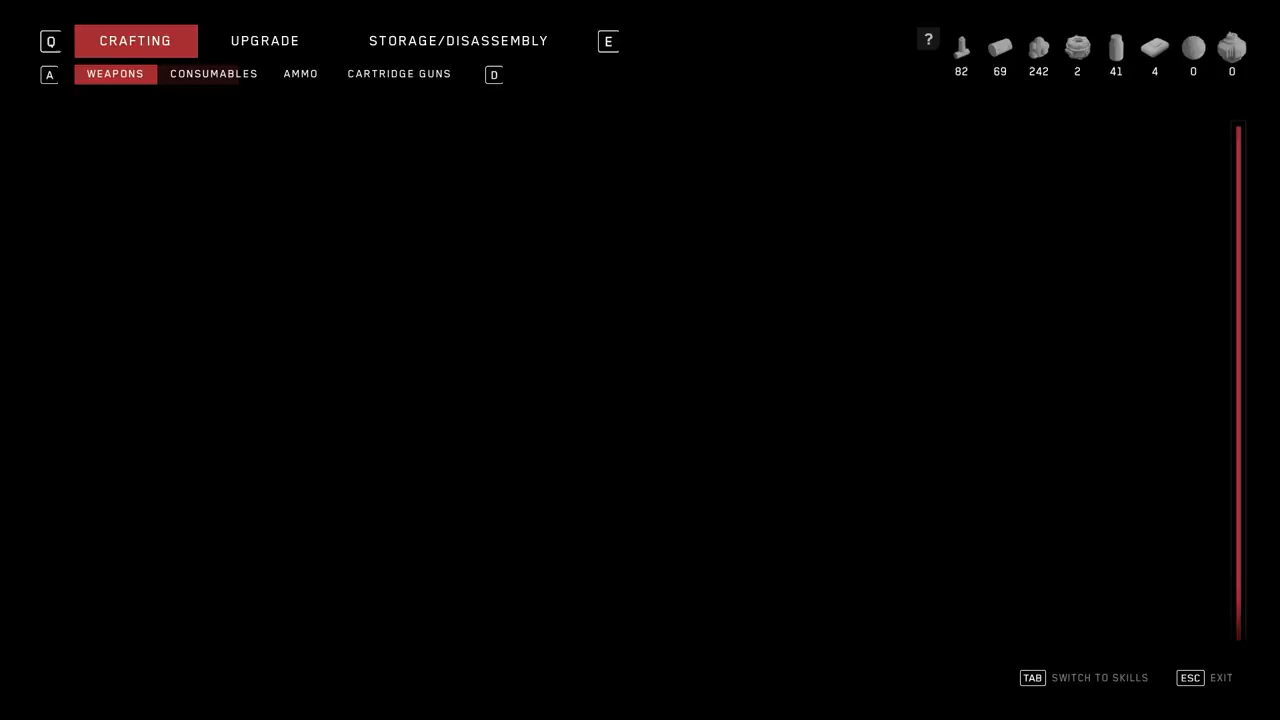 Q CRAFTING UPGRADE STORAGE/DISASSEMBLY E ?
A WEAPONS CONSUMABLES AMMO CARTRIDGE GUNS D
82 69 242 2 41 4 0 0
TAB SWITCH TO SKILLS ESC EXIT